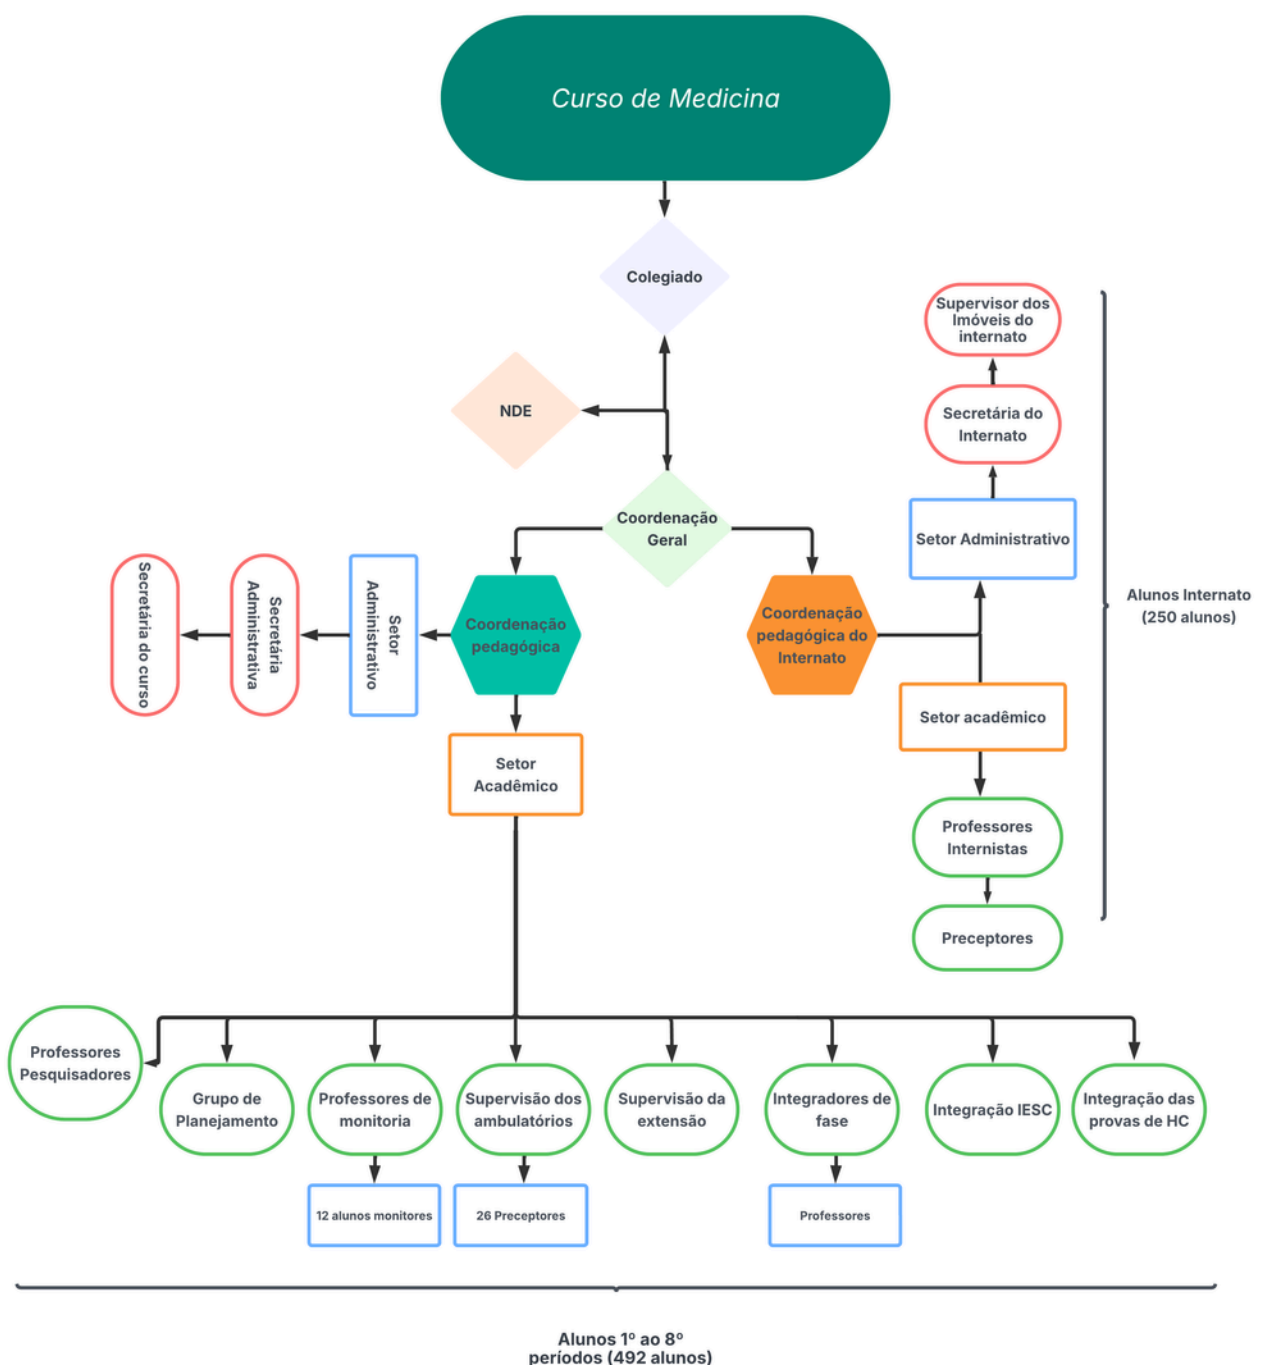 Curso de Medicina
Colegiado
NDE
Coordenação
Geral
Supervisor dos
Imóveis do
internato
Secretária do
Internato
Setor Administrativo
Alunos Internato
(250 alunos)
Secretária do curso
Secretária
Administrativa
Setor
Administrativo
Coordenação
pedagógica
Coordenação
pedagógica do
Internato
Setor acadêmico
Setor
Acadêmico
Professores
Internistas
Preceptores
Professores
Pesquisadores
Grupo de
Planejamento
Professores de
monitoria
Supervisão dos
ambulatórios
Supervisão da
extensão
Integradores de
fase
Integração IESC
Integração das
provas de HC
12 alunos monitores
26 Preceptores
Professores
Alunos 1º ao 8º
períodos (492 alunos)